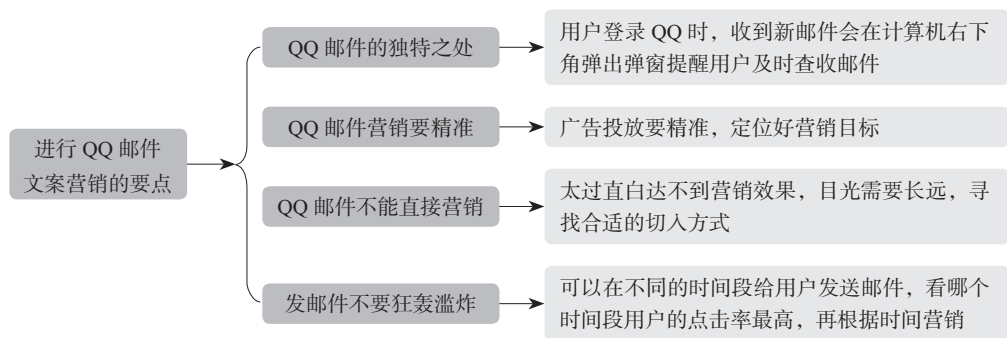 进行 QQ 邮件
文案营销的要点
QQ 邮件的独特之处
用户登录 QQ 时，收到新邮件会在计算机右下
角弹出弹窗提醒用户及时查收邮件
QQ 邮件营销要精准
广告投放要精准，定位好营销目标
QQ 邮件不能直接营销
太过直白达不到营销效果，目光需要长远，寻
找合适的切入方式
发邮件不要狂轰滥炸
可以在不同的时间段给用户发送邮件，看哪个
时间段用户的点击率最高，再根据时间营销